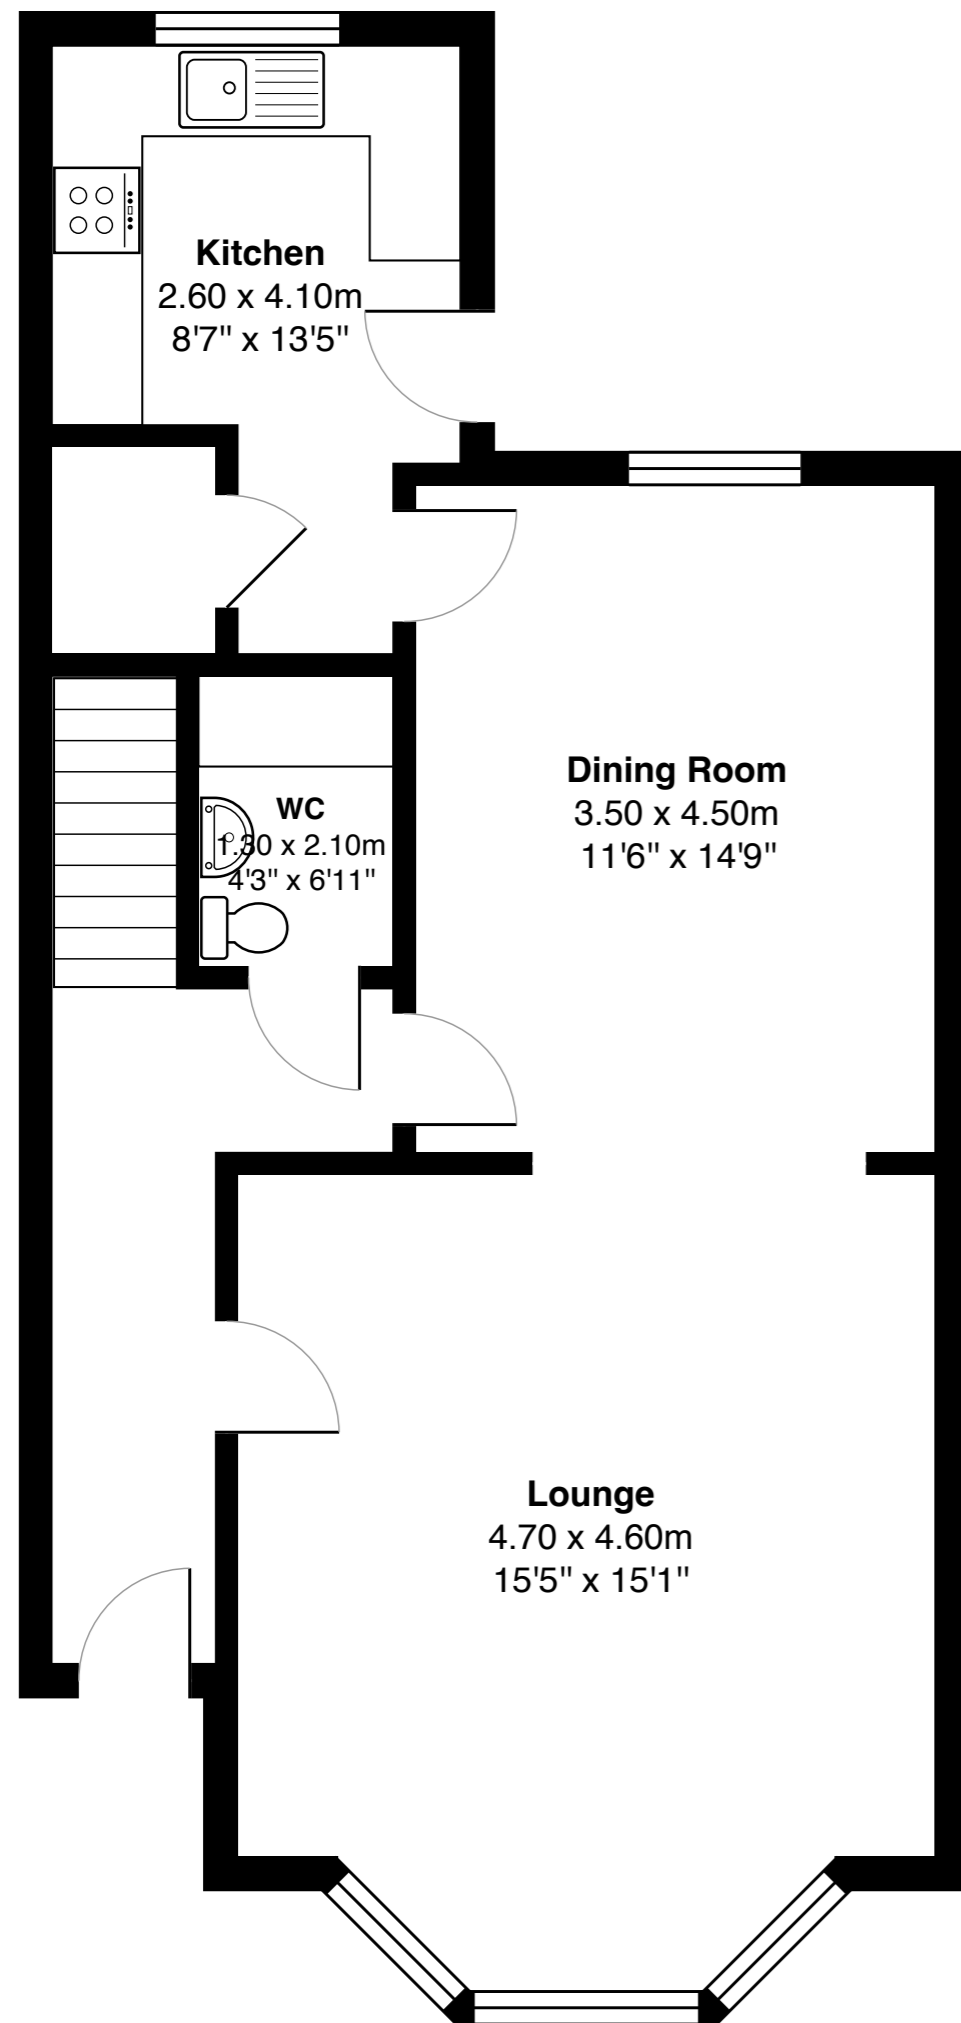 Kitchen
2.60 x 4.10m
8'7" x 13'5"
Dining Room
3.50 x 4.50m
11'6" x 14'9"
WC
1.30 x 2.10m
4'3" x 6'11"
Lounge
4.70 x 4.60m
15'5" x 15'1"